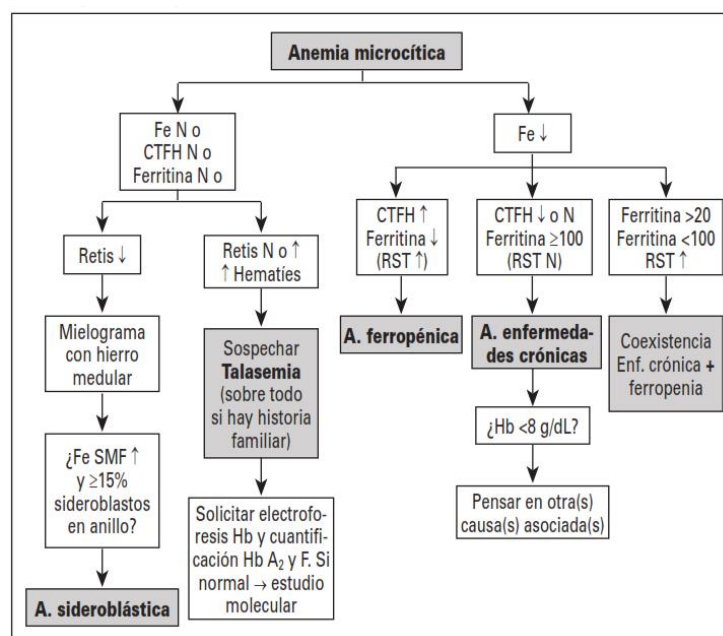 Anemia microcítica
Fe N o
CTFH N o
Ferritina N o
Fe ↓
Retis ↓
Retis N o ↑
↑ Hematíes
CTFH ↑
Ferritina ↓
(RST ↑)
CTFH ↓ o N
Ferritina ≥100
(RST N)
Ferritina >20
Ferritina <100
RST ↑
Mielograma
con hierro
medular
Sospechar
Talasemia
(sobre todo
si hay historia
familiar)
A. ferropénica
A. enfermeda-
des crónicas
Coexistencia
Enf. crónica +
ferropenia
¿Fe SMF ↑
y ≥15%
sideroblastos
en anillo?
Solicitar electrofo-
resis Hb y cuantifi-
cación Hb A2 y F. Si
normal → estudio
molecular
¿Hb <8 g/dL?
Pensar en otra(s)
causa(s) asociada(s)
A. sideroblástica